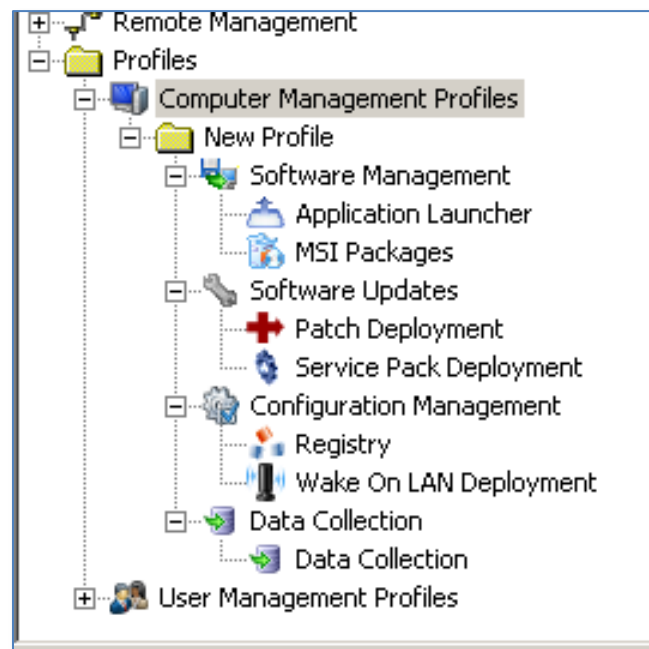 Remote Management
Profiles
Computer Management Profiles
New Profile
Software Management
Application Launcher
MSI Packages
Software Updates
Patch Deployment
Service Pack Deployment
Configuration Management
Registry
Wake On LAN Deployment
Data Collection
Data Collection
User Management Profiles